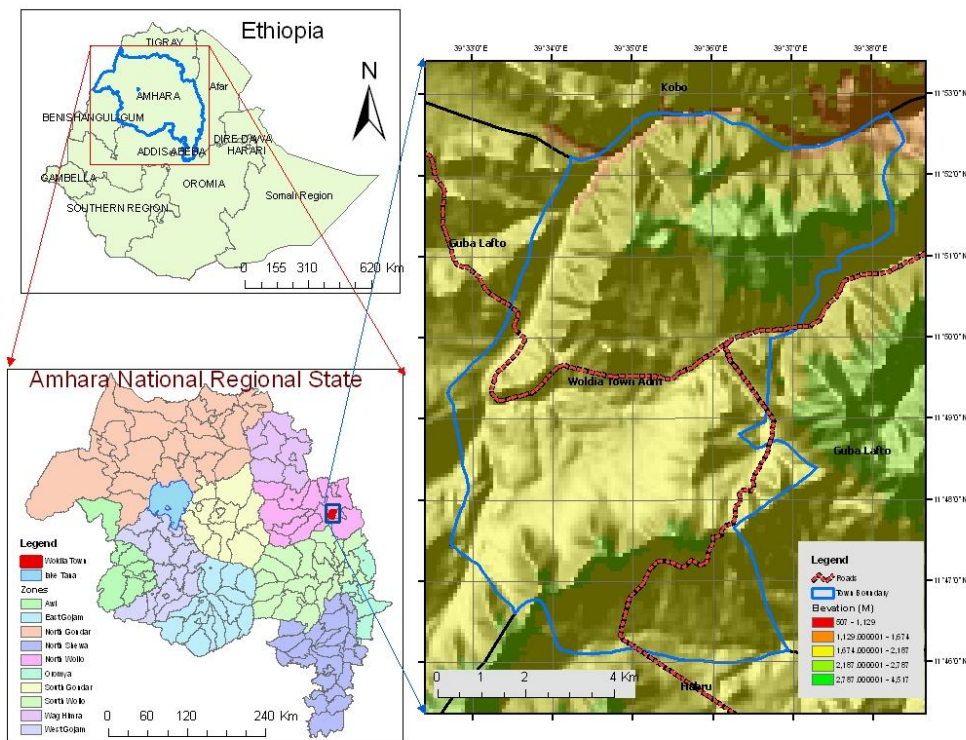 Ethiopia
TIGRAY
Afar
N
AMHARA
BENISHANGUL GUM
DIRE DAWA
HARARI
ADDIS ABEBA
GAMBELLA
OROMIA
SOUTHERN REGION
Somali Region
0 155 310 620 Km
Amhara National Regional State
Legend
Woldia Town
lake Tana
Zones
Awi
East Gojam
North Gondar
North Shewa
North Wollo
Oromiya
South Gondar
South Wollo
Wag Himra
West Gojam
0 60 120 240 Km
39°33'0"E 39°34'0"E 39°35'0"E 39°36'0"E 39°37'0"E 39°38'0"E
Kobo
11°53'0"N
11°52'0"N
Guba Lafto
11°51'0"N
11°50'0"N
Woldia Town Adm
11°49'0"N
Guba Lafto
11°48'0"N
11°47'0"N
11°46'0"N
Habru
0 1 2 4 Km
Legend
Roads
Town Boundary
Elevation (M)
507 - 1,129
1,129.000001 - 1,674
1,674.000001 - 2,187
2,187.000001 - 2,787
2,787.000001 - 4,517